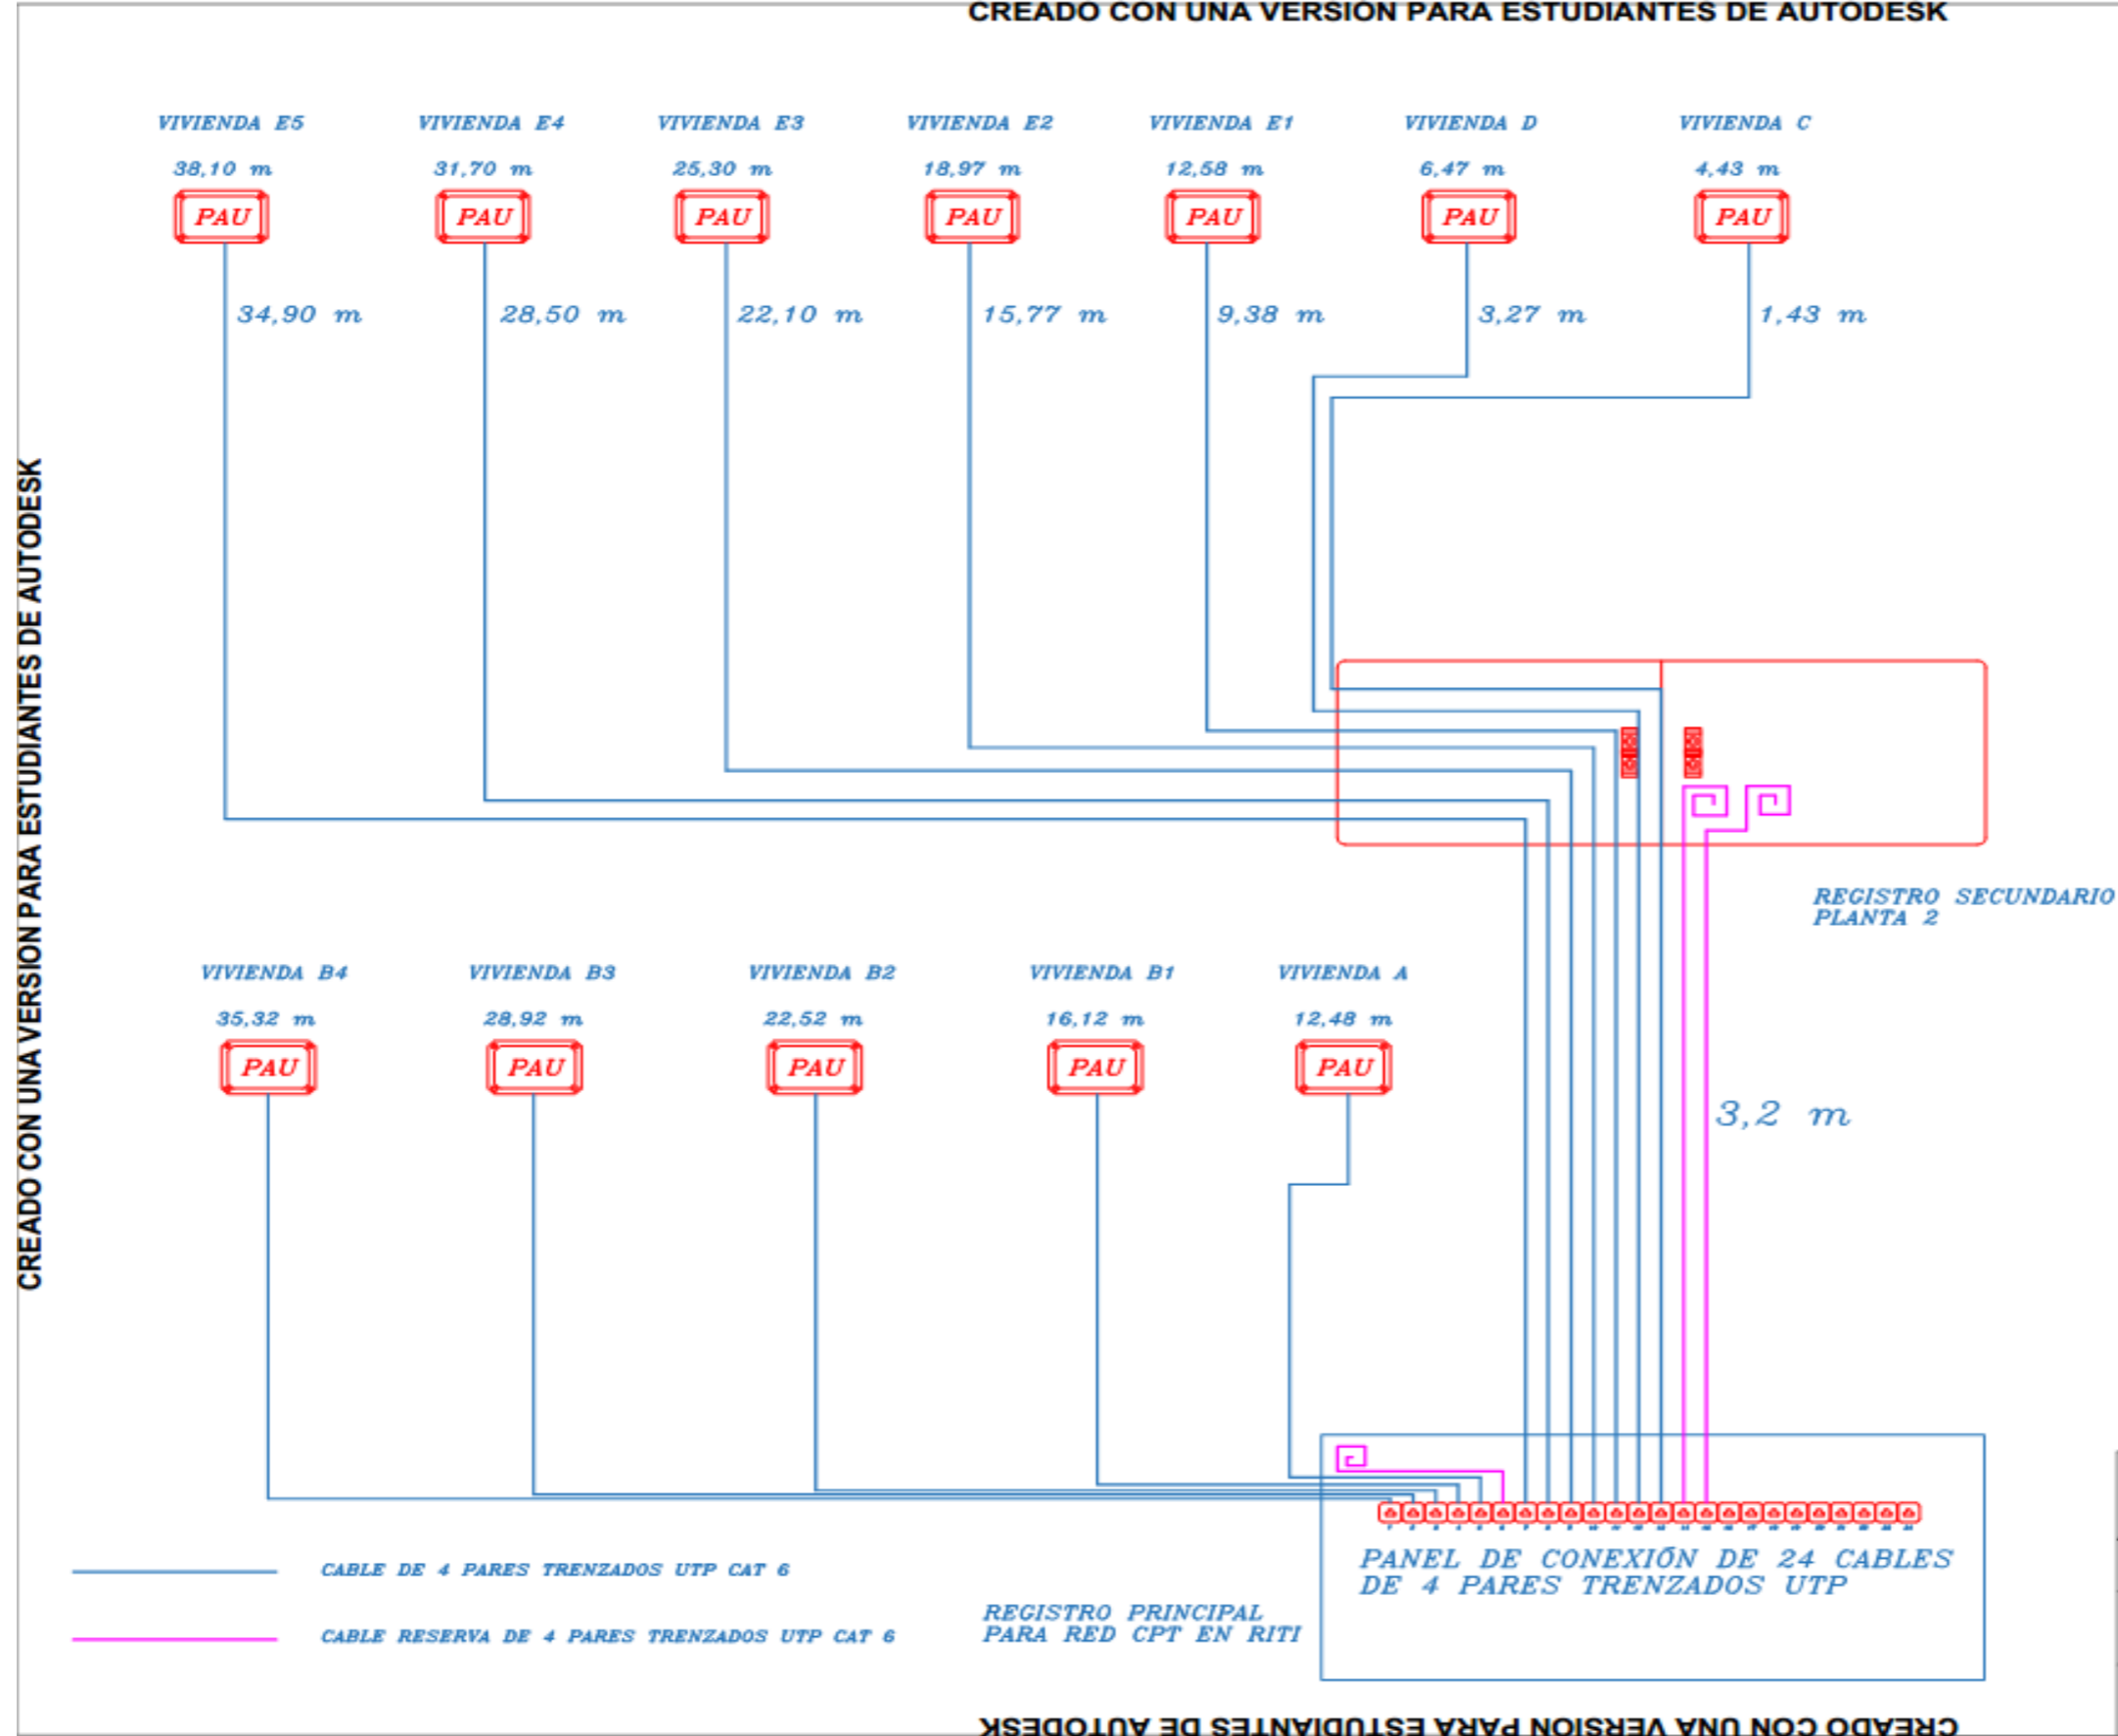 CREADO CON UNA VERSION PARA ESTUDIANTES DE AUTODESK
CREADO CON UNA VERSION PARA ESTUDIANTES DE AUTODESK
VIVIENDA E5
VIVIENDA E4
VIVIENDA E3
VIVIENDA E2
VIVIENDA E1
VIVIENDA D
VIVIENDA C
38,10 m
31,70 m
25,30 m
18,97 m
12,58 m
6,47 m
4,43 m
PAU
PAU
PAU
PAU
PAU
PAU
PAU
34,90 m
28,50 m
22,10 m
15,77 m
9,38 m
3,27 m
1,43 m
REGISTRO SECUNDARIO
PLANTA 2
VIVIENDA B4
VIVIENDA B3
VIVIENDA B2
VIVIENDA B1
VIVIENDA A
35,32 m
28,92 m
22,52 m
16,12 m
12,48 m
PAU
PAU
PAU
PAU
PAU
3,2 m
PANEL DE CONEXIÓN DE 24 CABLES
DE 4 PARES TRENZADOS UTP
CABLE DE 4 PARES TRENZADOS UTP CAT 6
CABLE RESERVA DE 4 PARES TRENZADOS UTP CAT 6
REGISTRO PRINCIPAL
PARA RED CPT EN RITI
CREADO CON UNA VERSION PARA ESTUDIANTES DE AUTODESK